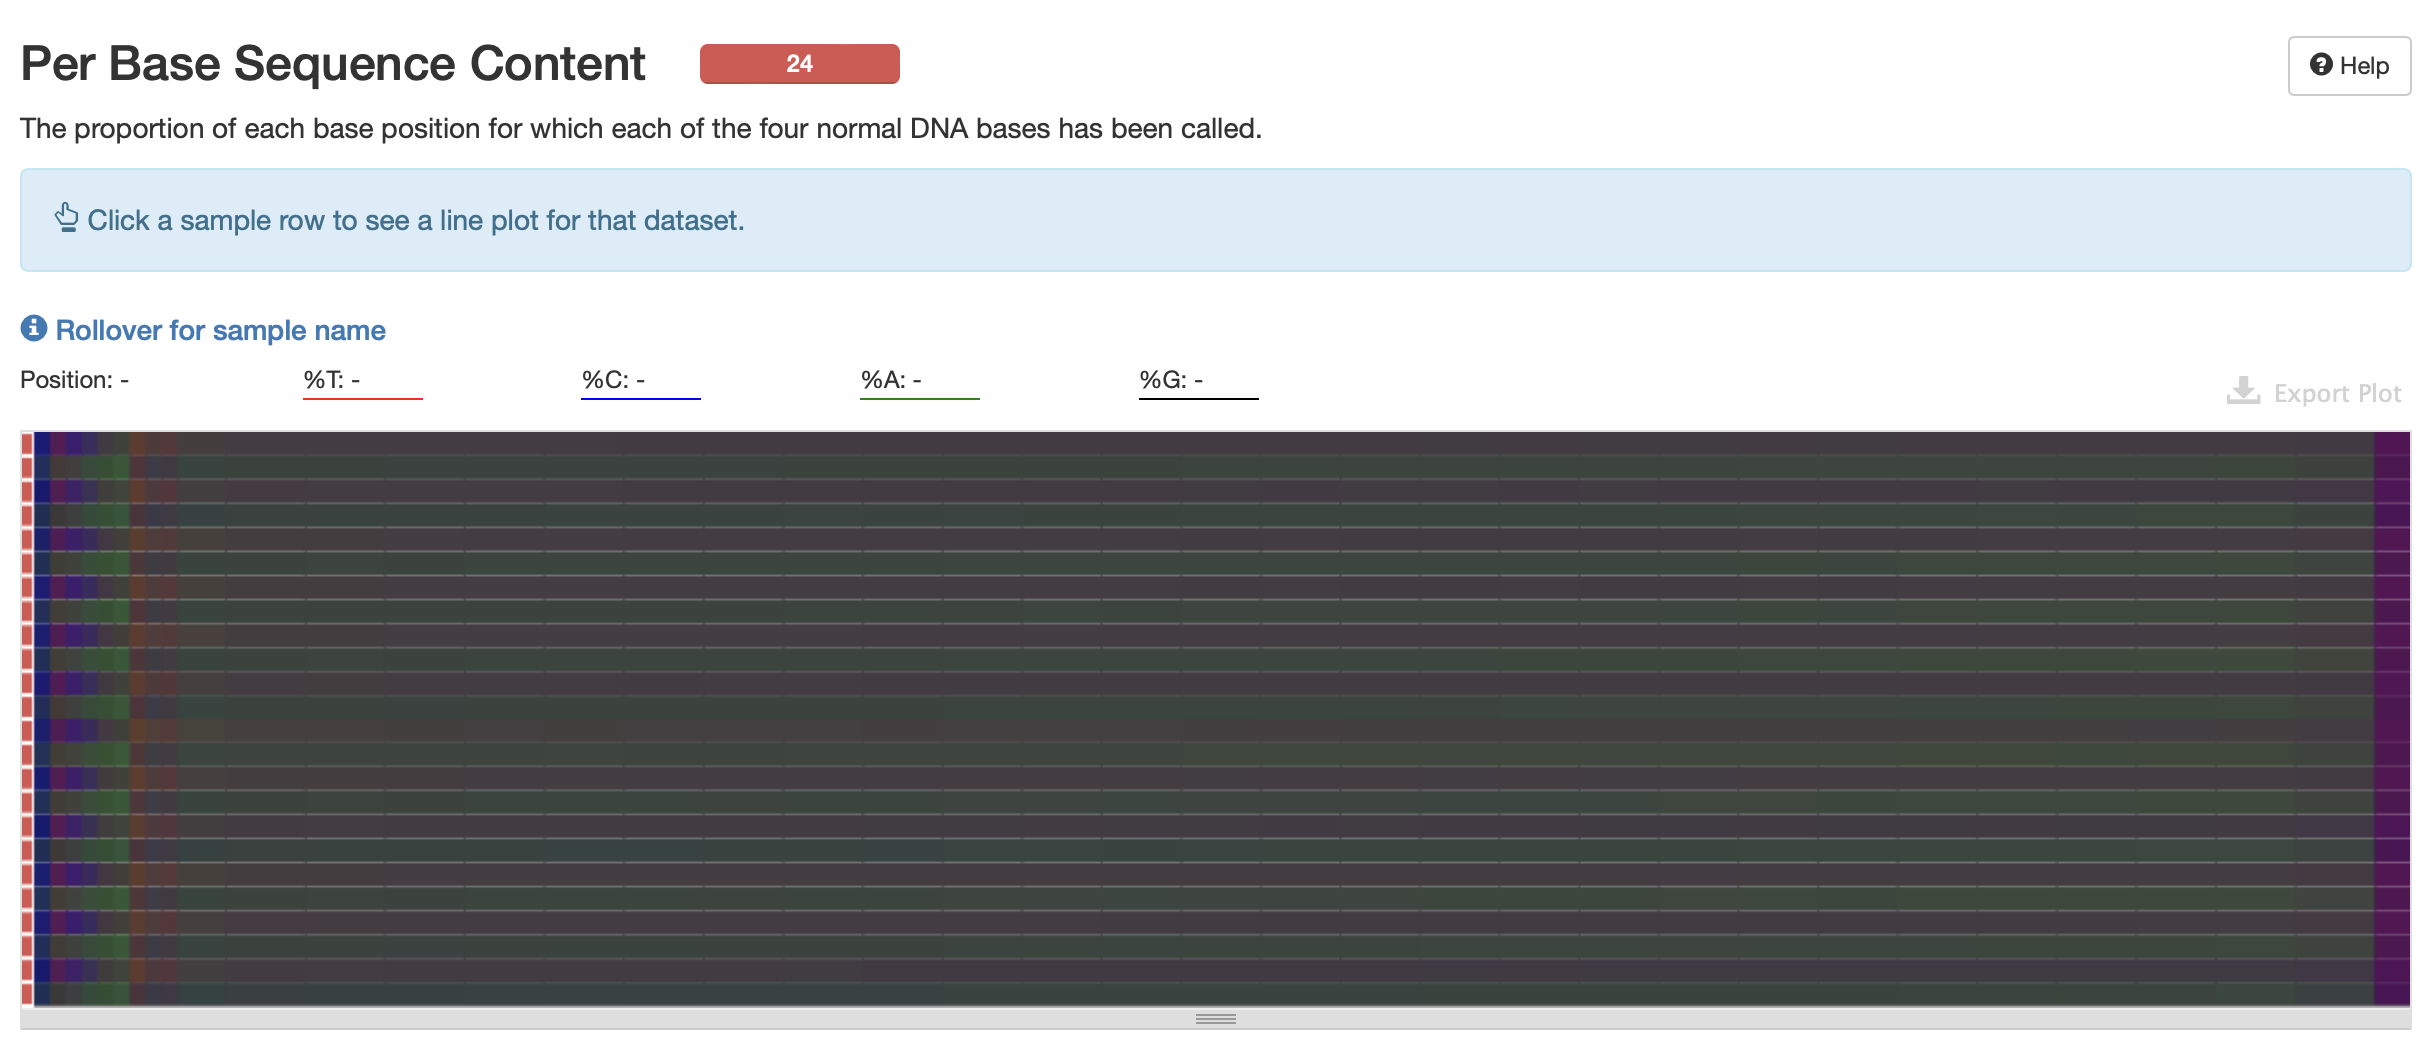 Per Base Sequence Content 24
Help
The proportion of each base position for which each of the four normal DNA bases has been called.
Click a sample row to see a line plot for that dataset.
Rollover for sample name
Position: - %T: - %C: - %A: - %G: -
Export Plot